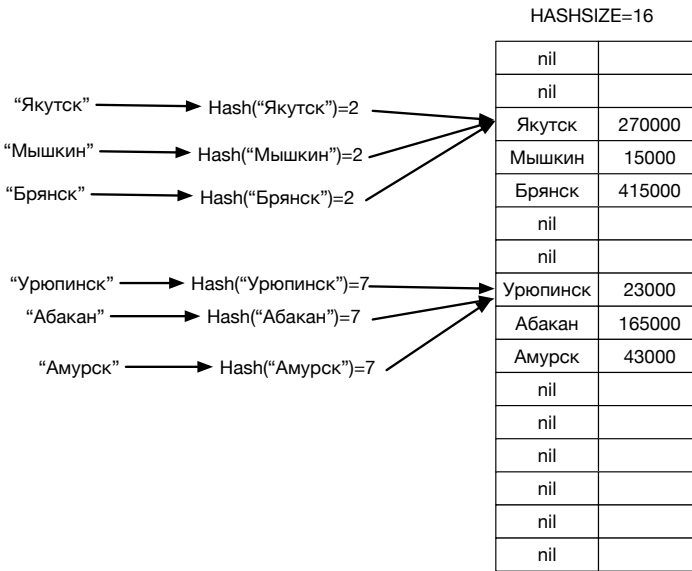 HASHSIZE=16
nil
nil
“Якутск” Hash(“Якутск”)=2 Якутск 270000
“Мышкин” Hash(“Мышкин”)=2 Мышкин 15000
“Брянск” Hash(“Брянск”)=2 Брянск 415000
nil
nil
“Урюпинск” Hash(“Урюпинск”)=7 Урюпинск 23000
“Абакан” Hash(“Абакан”)=7 Абакан 165000
“Амурск” Hash(“Амурск”)=7 Амурск 43000
nil
nil
nil
nil
nil
nil